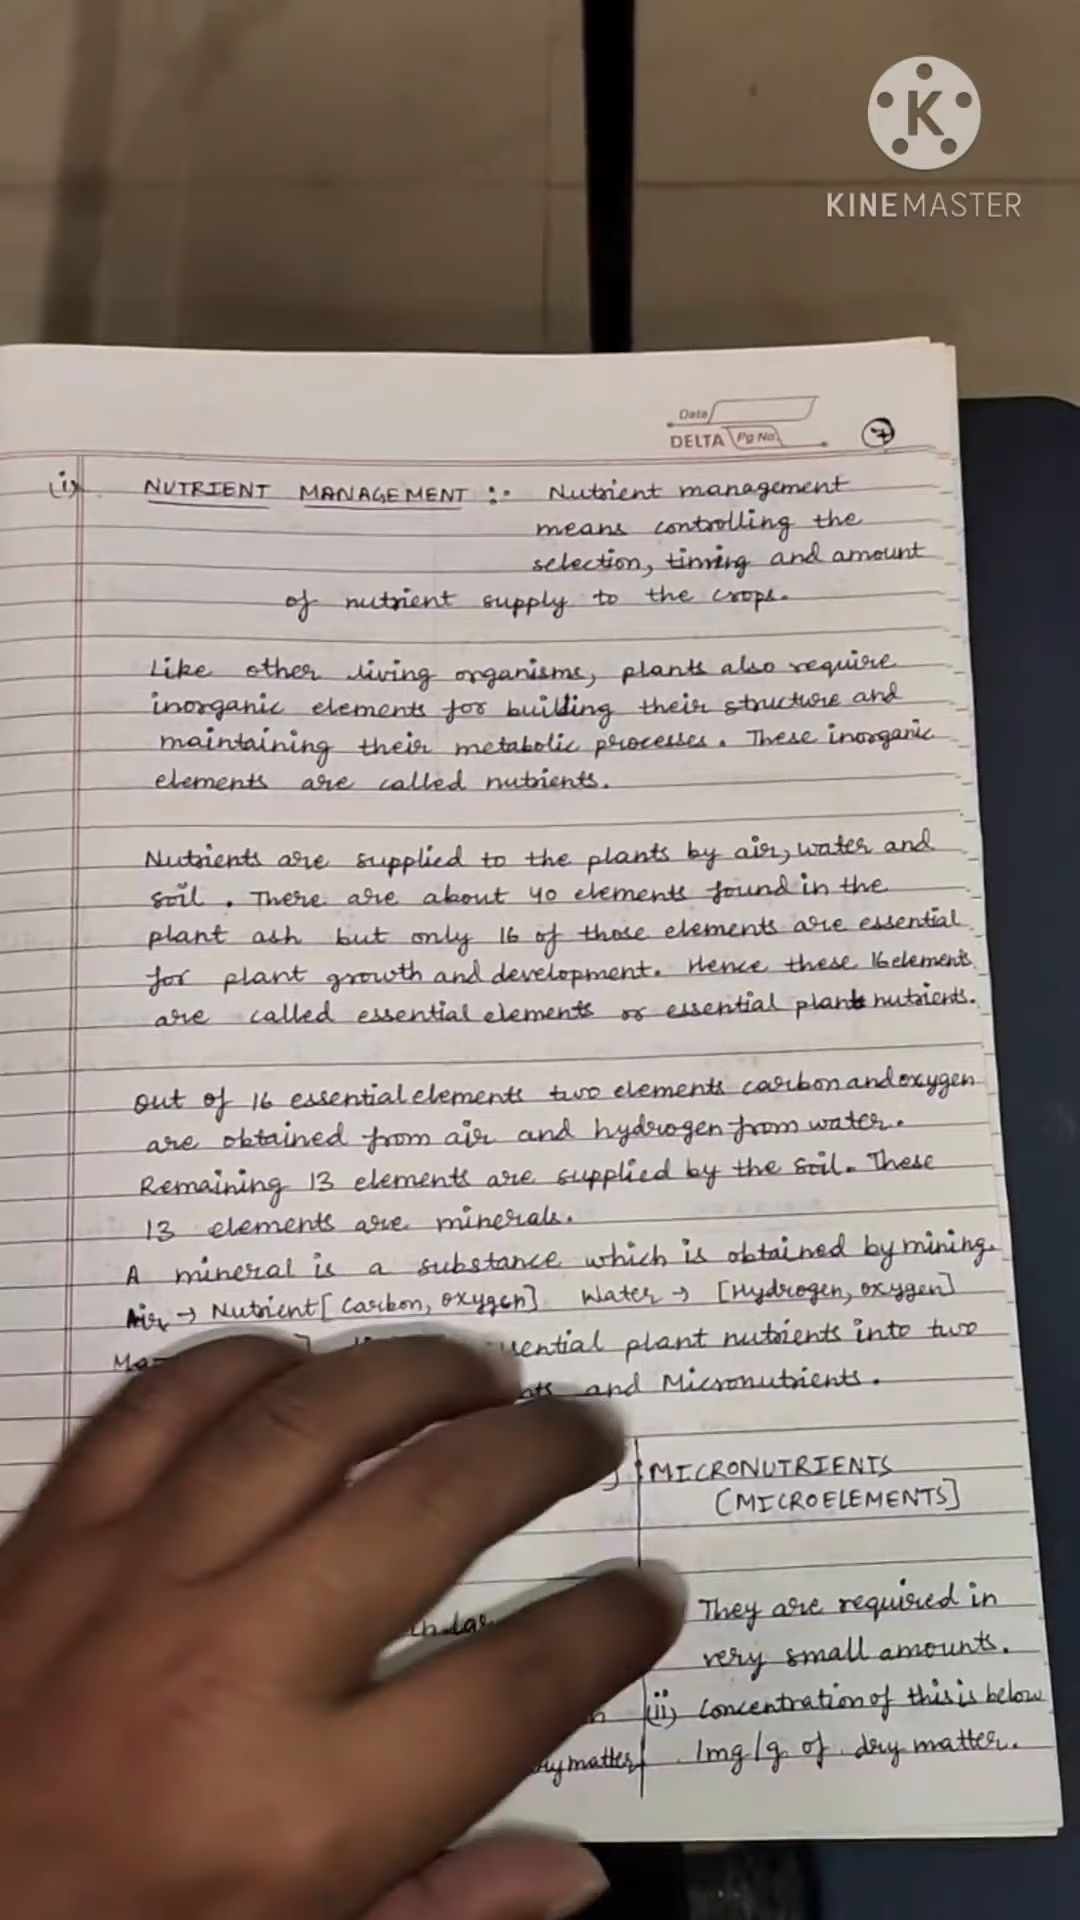 KINEMASTER
Date
DELTA Pg No.
7
(i) NUTRIENT MANAGEMENT :- Nutrient management
means controlling the
selection, timing and amount
of nutrient supply to the crops.
Like other living organisms, plants also require
inorganic elements for building their structure and
maintaining their metabolic processes. These inorganic
elements are called nutrients.
Nutrients are supplied to the plants by air, water and
soil. There are about 40 elements found in the
plant ash but only 16 of those elements are essential
for plant growth and development. Hence these 16 elements
are called essential elements or essential plant nutrients.
Out of 16 essential elements two elements carbon and oxygen
are obtained from air and hydrogen from water.
Remaining 13 elements are supplied by the soil. These
13 elements are minerals.
A mineral is a substance which is obtained by mining.
Air → Nutrient [Carbon, oxygen] Water → [Hydrogen, oxygen]
plant nutrients into two
and Micronutrients.
MICRONUTRIENTS
[MICROELEMENTS]
They are required in
very small amounts.
(ii) Concentration of this is below
matter 1mg/g of dry matter.